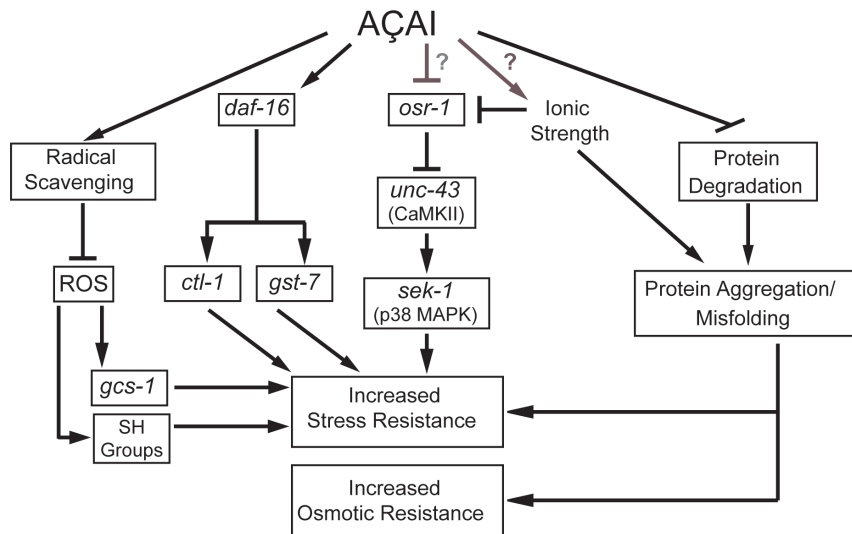 AÇAI
?
?
daf-16
osr-1
Ionic
Strength
Radical
Scavenging
Protein
Degradation
unc-43
(CaMKII)
ROS
ctl-1
gst-7
sek-1
(p38 MAPK)
Protein Aggregation/
Misfolding
gcs-1
Increased
Stress Resistance
SH
Groups
Increased
Osmotic Resistance